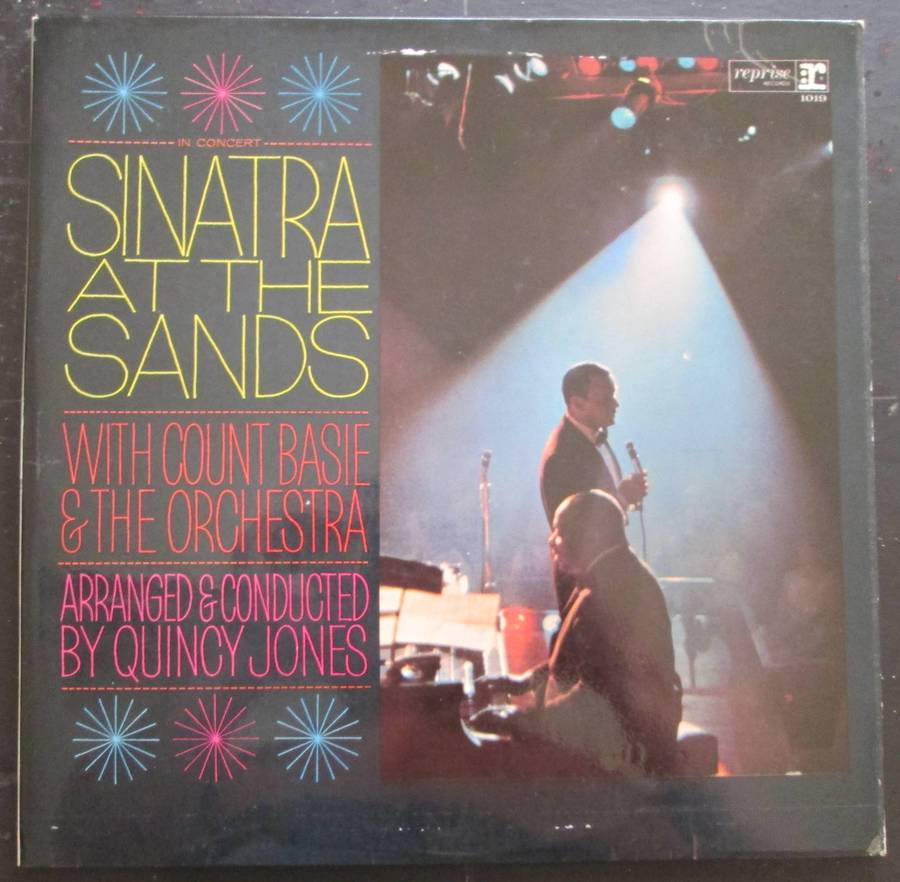 IN CONCERT
SINATRA
AT THE
SANDS
WITH COUNT BASIE
& THE ORCHESTRA
ARRANGED & CONDUCTED
BY QUINCY JONES
reprise
RECORDS
r:
1019